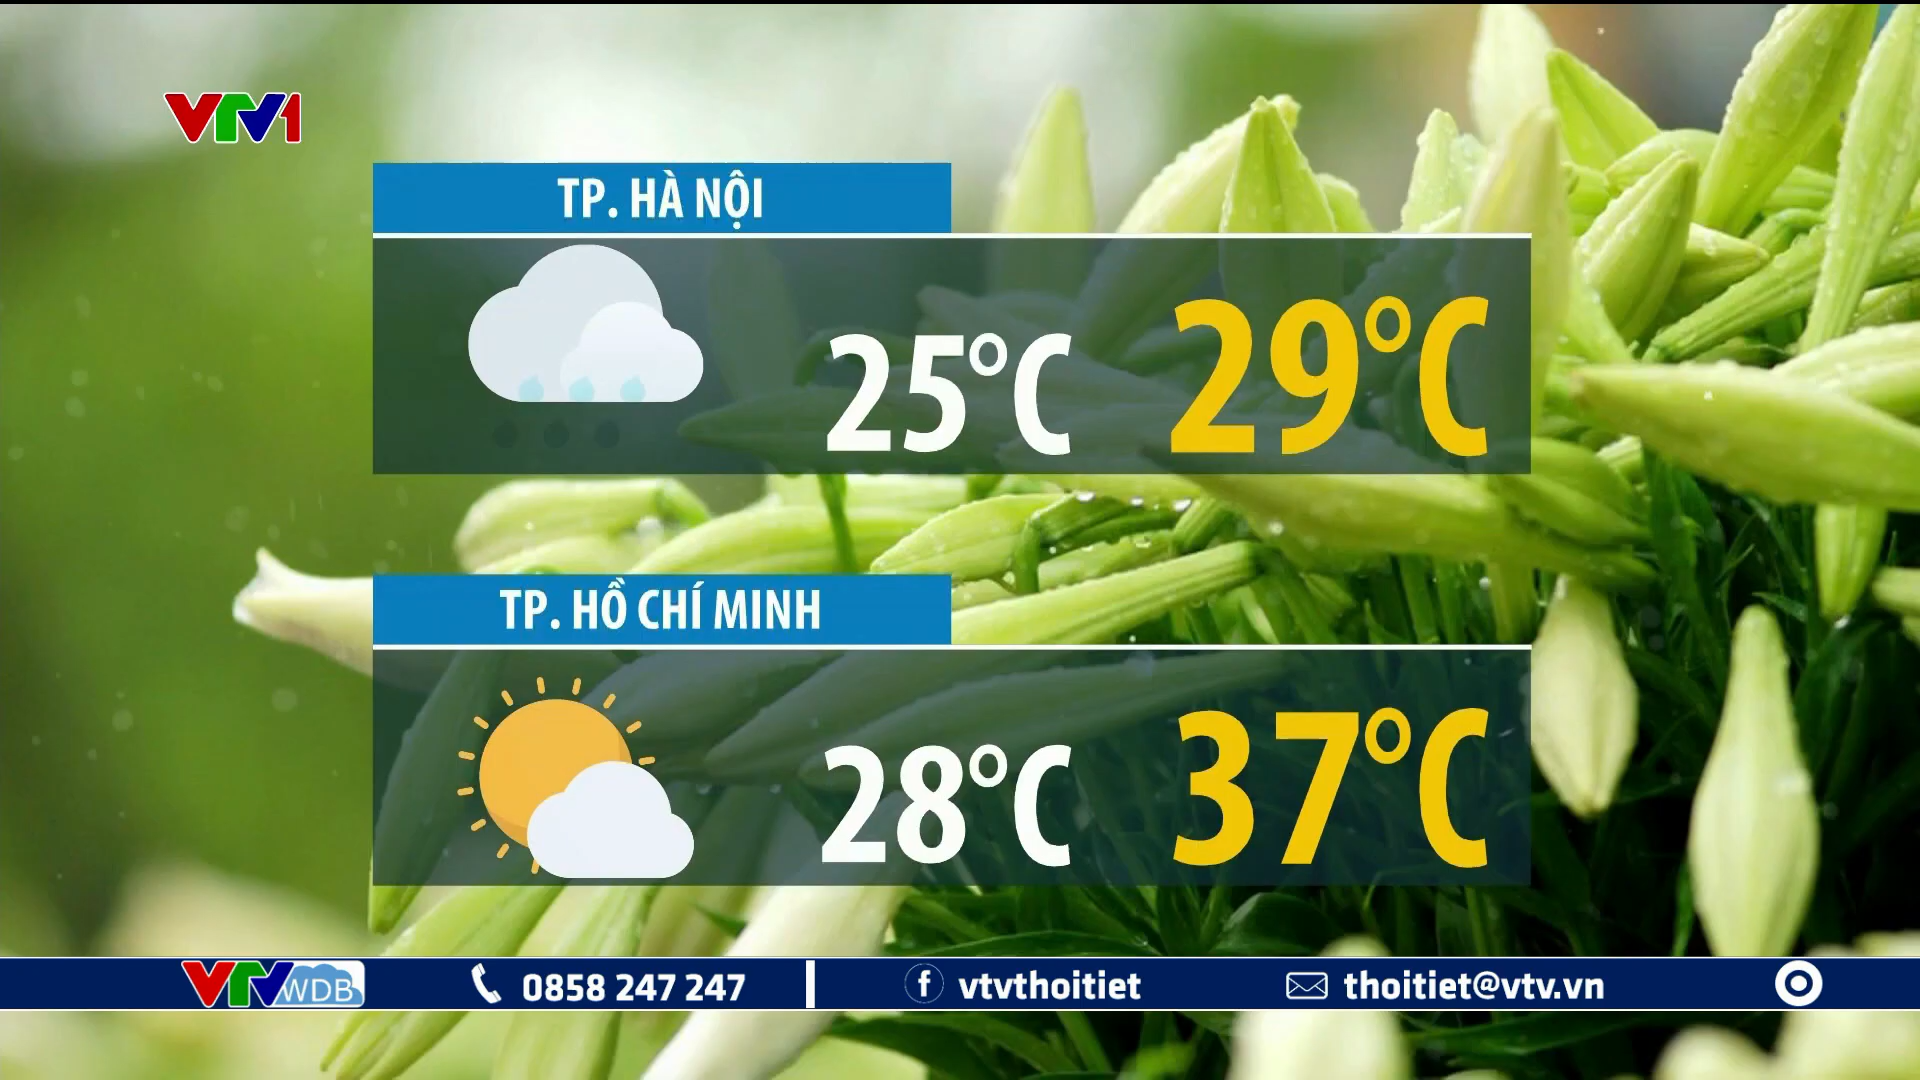 VTV1
TP. HÀ NỘI
25°C 29°C
TP. HỒ CHÍ MINH
28°C 37°C
VTV WDB 0858 247 247 vtvthoitiet thoitiet@vtv.vn